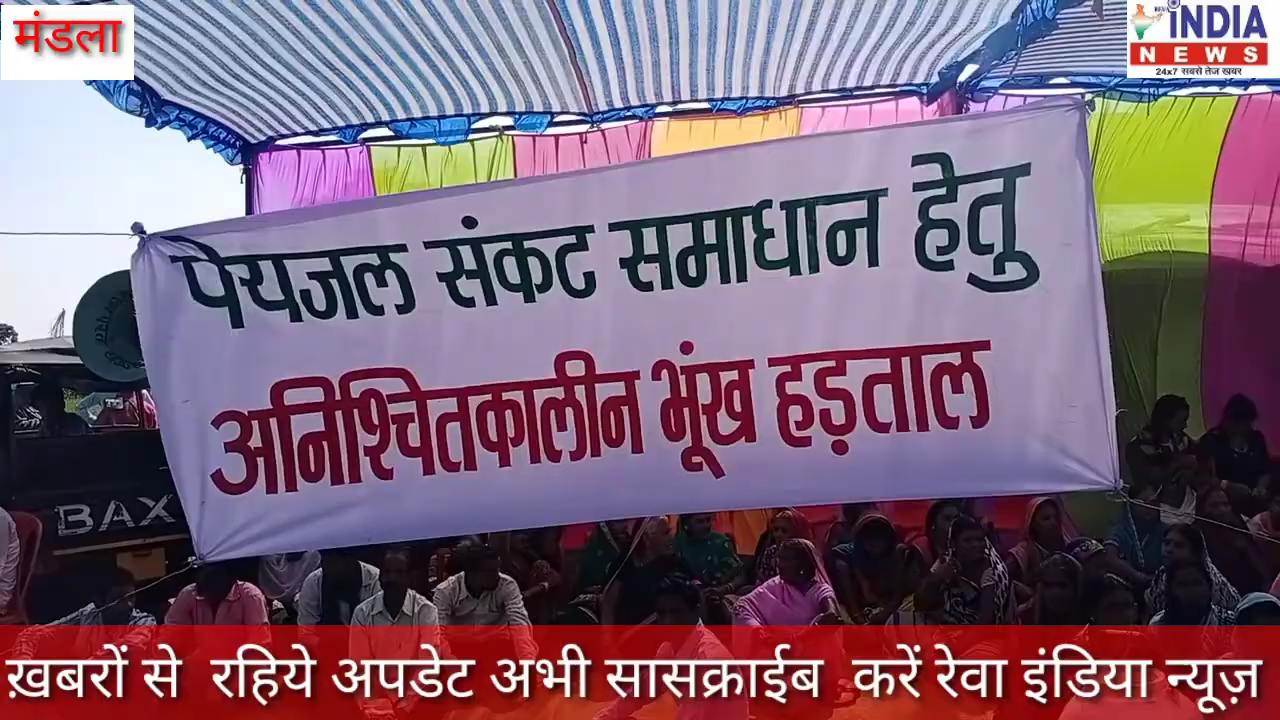 मंडला
REVA
INDIA
NEWS
24x7 सबसे तेज खबर
पेयजल संकट समाधान हेतु
अनिश्चितकालीन भूंख हड़ताल
BAX
ख़बरों से रहिये अपडेट अभी सासक्राईब करें रेवा इंडिया न्यूज़